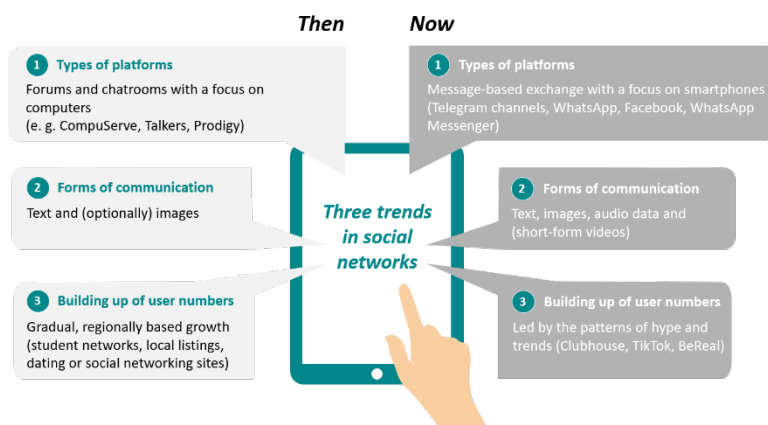 Then
Now
1 Types of platforms
Forums and chatrooms with a focus on
computers
(e. g. CompuServe, Talkers, Prodigy)
1 Types of platforms
Message-based exchange with a focus on smartphones
(Telegram channels, WhatsApp, Facebook, WhatsApp
Messenger)
2 Forms of communication
Text and (optionally) images
Three trends
in social
networks
2 Forms of communication
Text, images, audio data and
(short-form videos)
3 Building up of user numbers
Gradual, regionally based growth
(student networks, local listings,
dating or social networking sites)
3 Building up of user numbers
Led by the patterns of hype and
trends (Clubhouse, TikTok, BeReal)